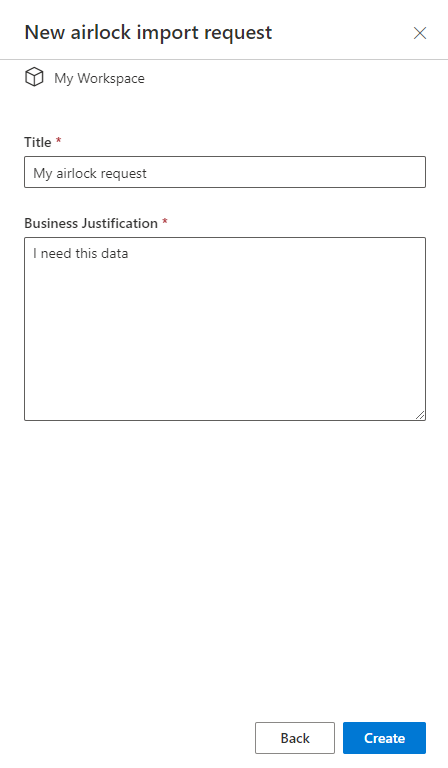 New airlock import request
My Workspace
Title *
My airlock request
Business Justification *
I need this data
Back
Create